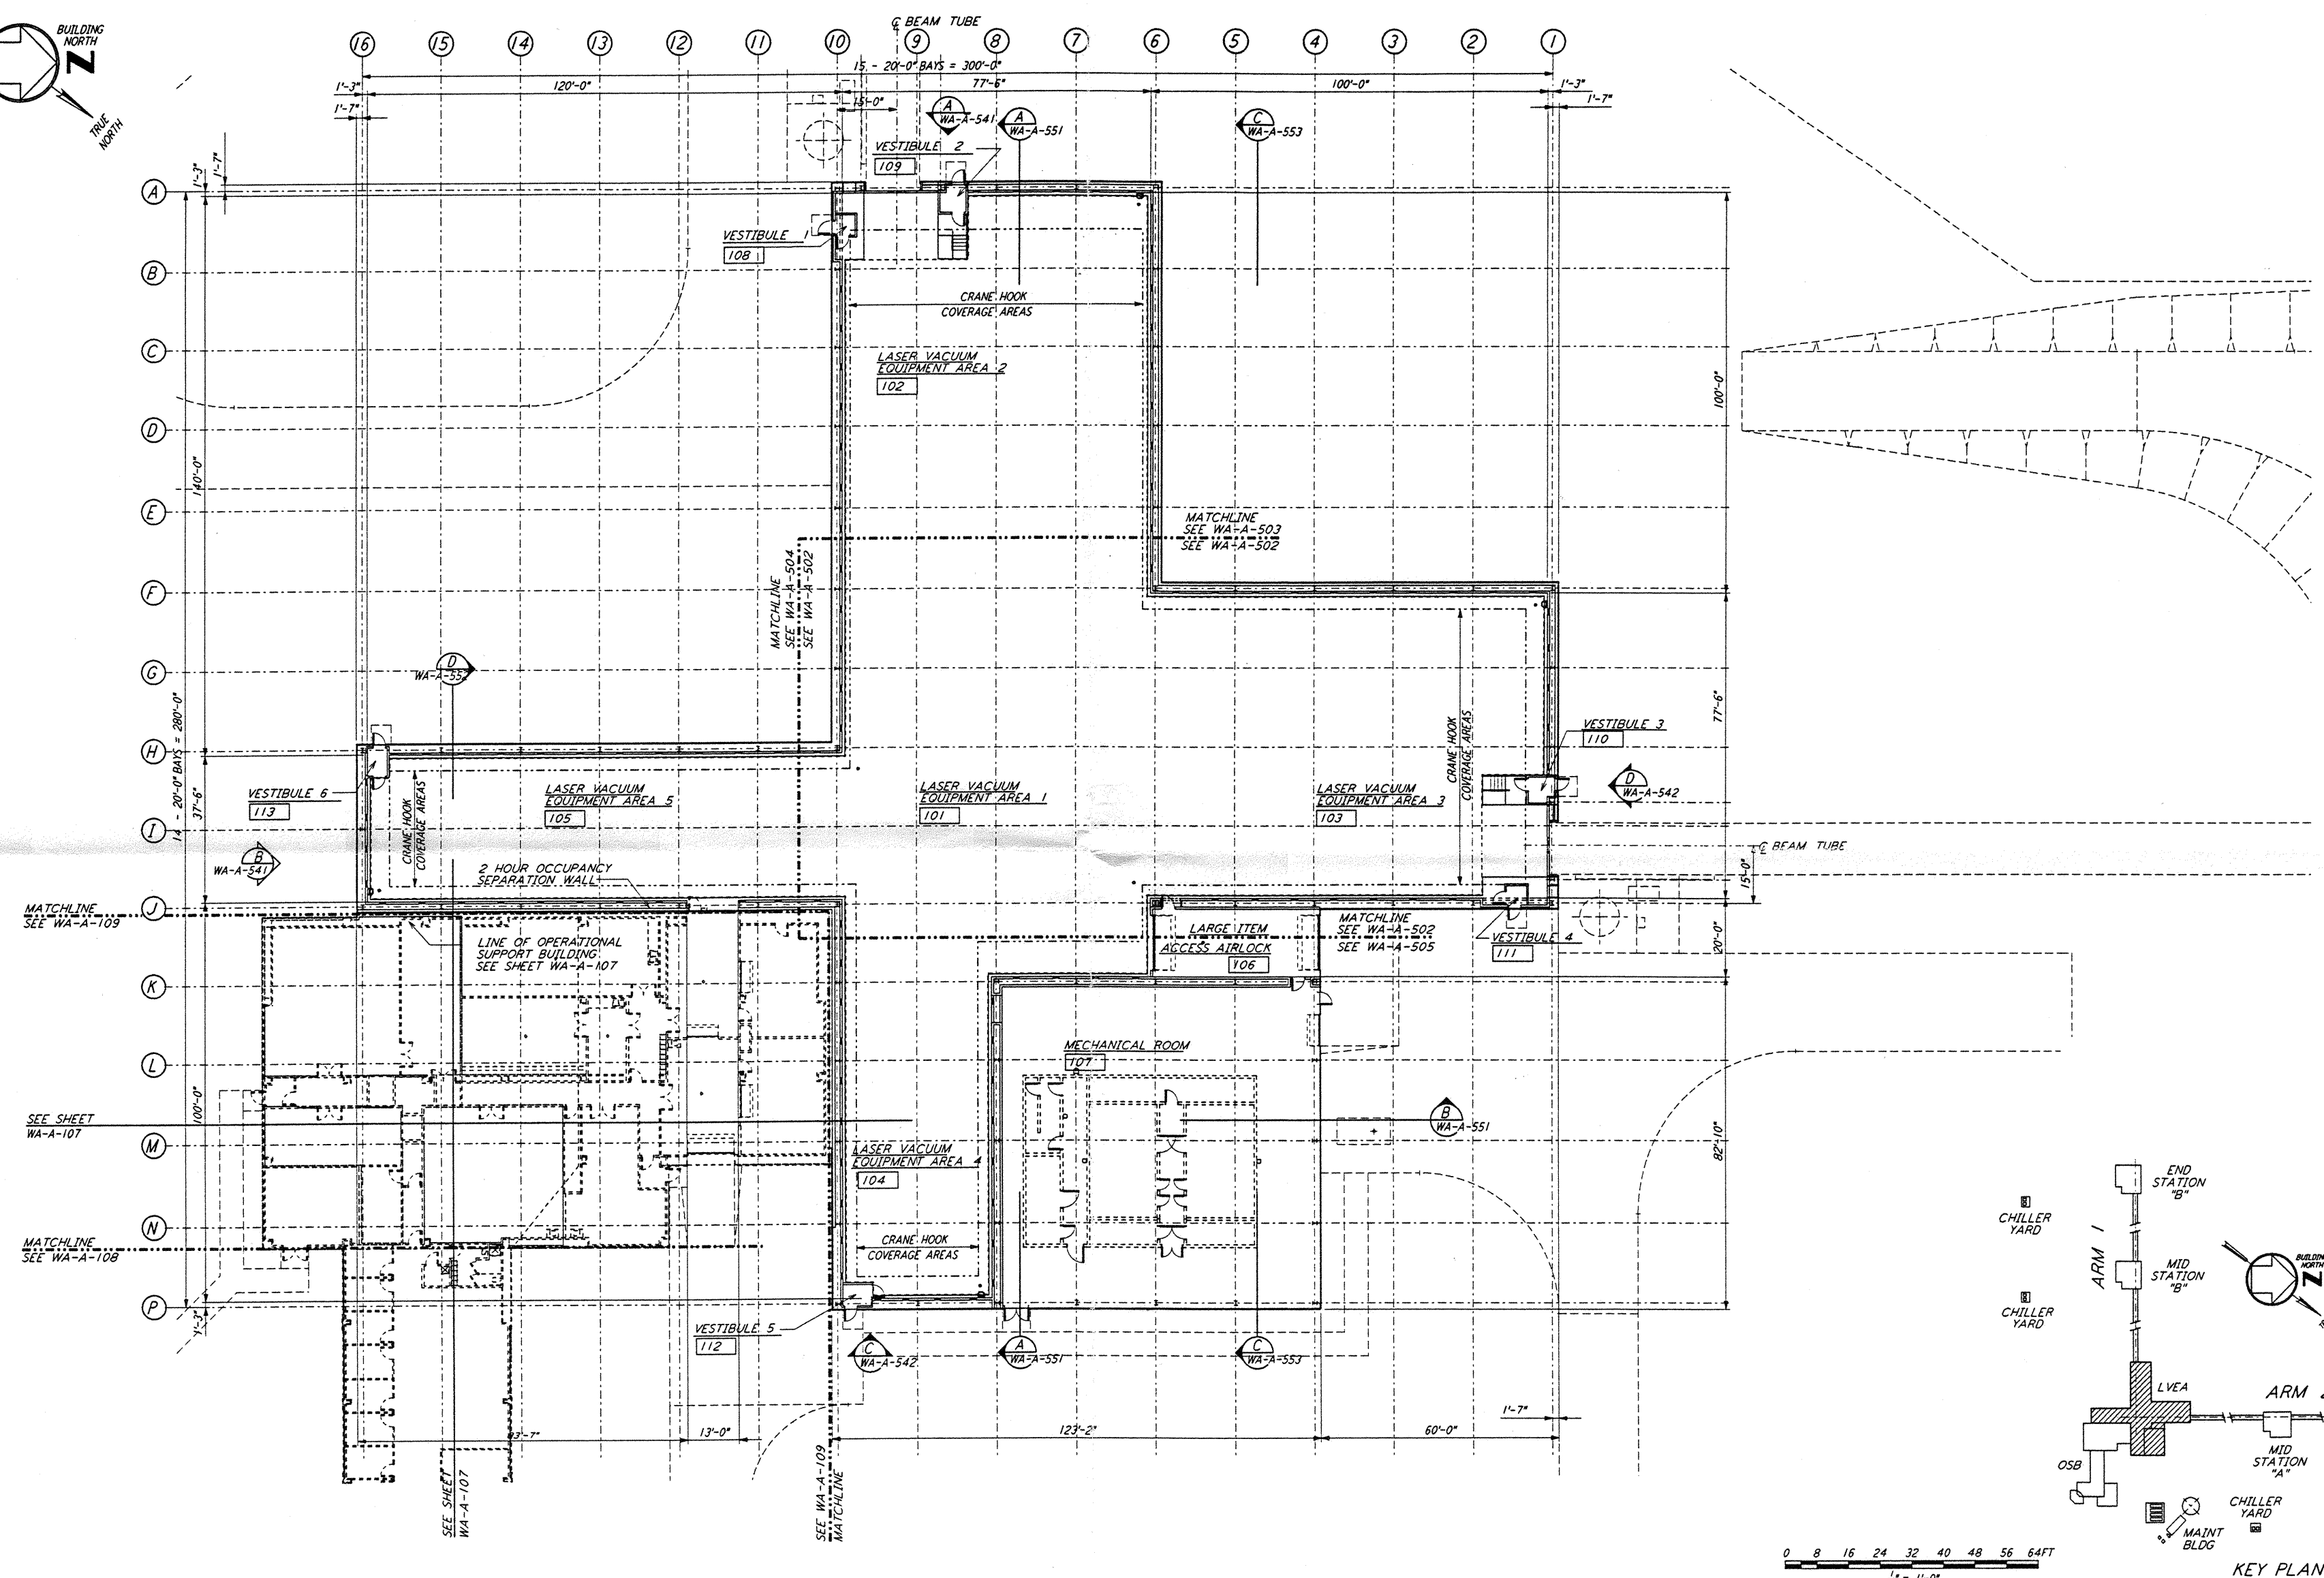 BUILDING
NORTH
N
TRUE
NORTH
℄ BEAM TUBE
16 15 14 13 12 11 10 9 8 7 6 5 4 3 2 1
15 - 20'-0" BAYS = 300'-0"
1'-3" 120'-0" 77'-6" 100'-0" 1'-3"
1'-7" 15'-0" 1'-7"
A
WA-A-541
A
WA-A-551
C
WA-A-553
VESTIBULE 2
109
1'-3"
1'-7"
A
B
C
D
E
F
G
H
I
J
K
L
M
N
P
VESTIBULE 1
108
CRANE HOOK
COVERAGE AREAS
LASER VACUUM
EQUIPMENT AREA 2
102
100'-0"
140'-0"
MATCHLINE
SEE WA-A-503
SEE WA-A-502
MATCHLINE
SEE WA-A-504
SEE WA-A-502
D
WA-A-552
14 - 20'-0" BAYS = 280'-0"
77'-6"
VESTIBULE 3
110
CRANE HOOK
COVERAGE AREAS
D
WA-A-542
VESTIBULE 6
113
37'-6"
CRANE HOOK
COVERAGE AREAS
LASER VACUUM
EQUIPMENT AREA 5
105
LASER VACUUM
EQUIPMENT AREA 1
101
LASER VACUUM
EQUIPMENT AREA 3
103
℄ BEAM TUBE
15'-0"
B
WA-A-541
2 HOUR OCCUPANCY
SEPARATION WALL
MATCHLINE
SEE WA-A-109
LINE OF OPERATIONAL
SUPPORT BUILDING
SEE SHEET WA-A-107
LARGE ITEM
ACCESS AIRLOCK
106
MATCHLINE
SEE WA-A-502
SEE WA-A-505
VESTIBULE 4
111
20'-0"
MECHANICAL ROOM
107
100'-0"
SEE SHEET
WA-A-107
B
WA-A-551
82'-10"
LASER VACUUM
EQUIPMENT AREA 4
104
CRANE HOOK
COVERAGE AREAS
MATCHLINE
SEE WA-A-108
1'-3"
VESTIBULE 5
112
C
WA-A-542
A
WA-A-551
C
WA-A-553
13'-0" 123'-2" 60'-0" 1'-7"
SEE SHEET
WA-A-107
SEE WA-A-109
MATCHLINE
END
STATION
"B"
CHILLER
YARD
ARM 1
MID
STATION
"B"
CHILLER
YARD
BUILDING
NORTH
LVEA
ARM
OSB
MID
STATION
"A"
CHILLER
YARD
MAINT
BLDG
0 8 16 24 32 40 48 56 64FT
KEY PLAN